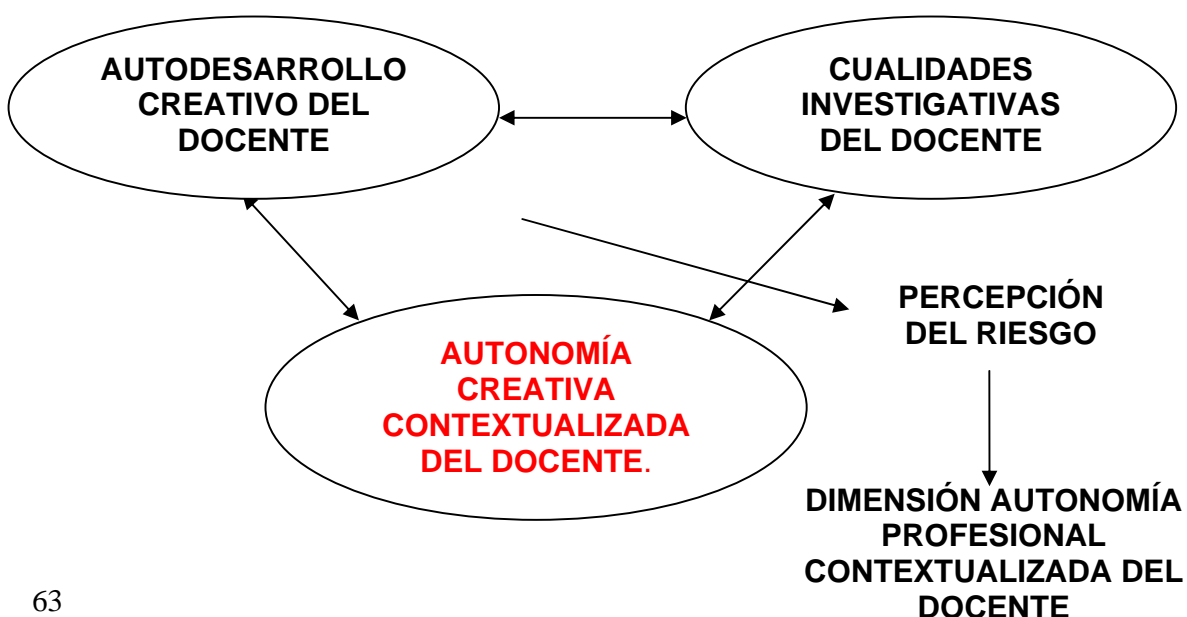 AUTODESARROLLO
CREATIVO DEL
DOCENTE
CUALIDADES
INVESTIGATIVAS
DEL DOCENTE
AUTONOMÍA
CREATIVA
CONTEXTUALIZADA
DEL DOCENTE.
PERCEPCIÓN
DEL RIESGO
DIMENSIÓN AUTONOMÍA
PROFESIONAL
CONTEXTUALIZADA DEL
DOCENTE
63